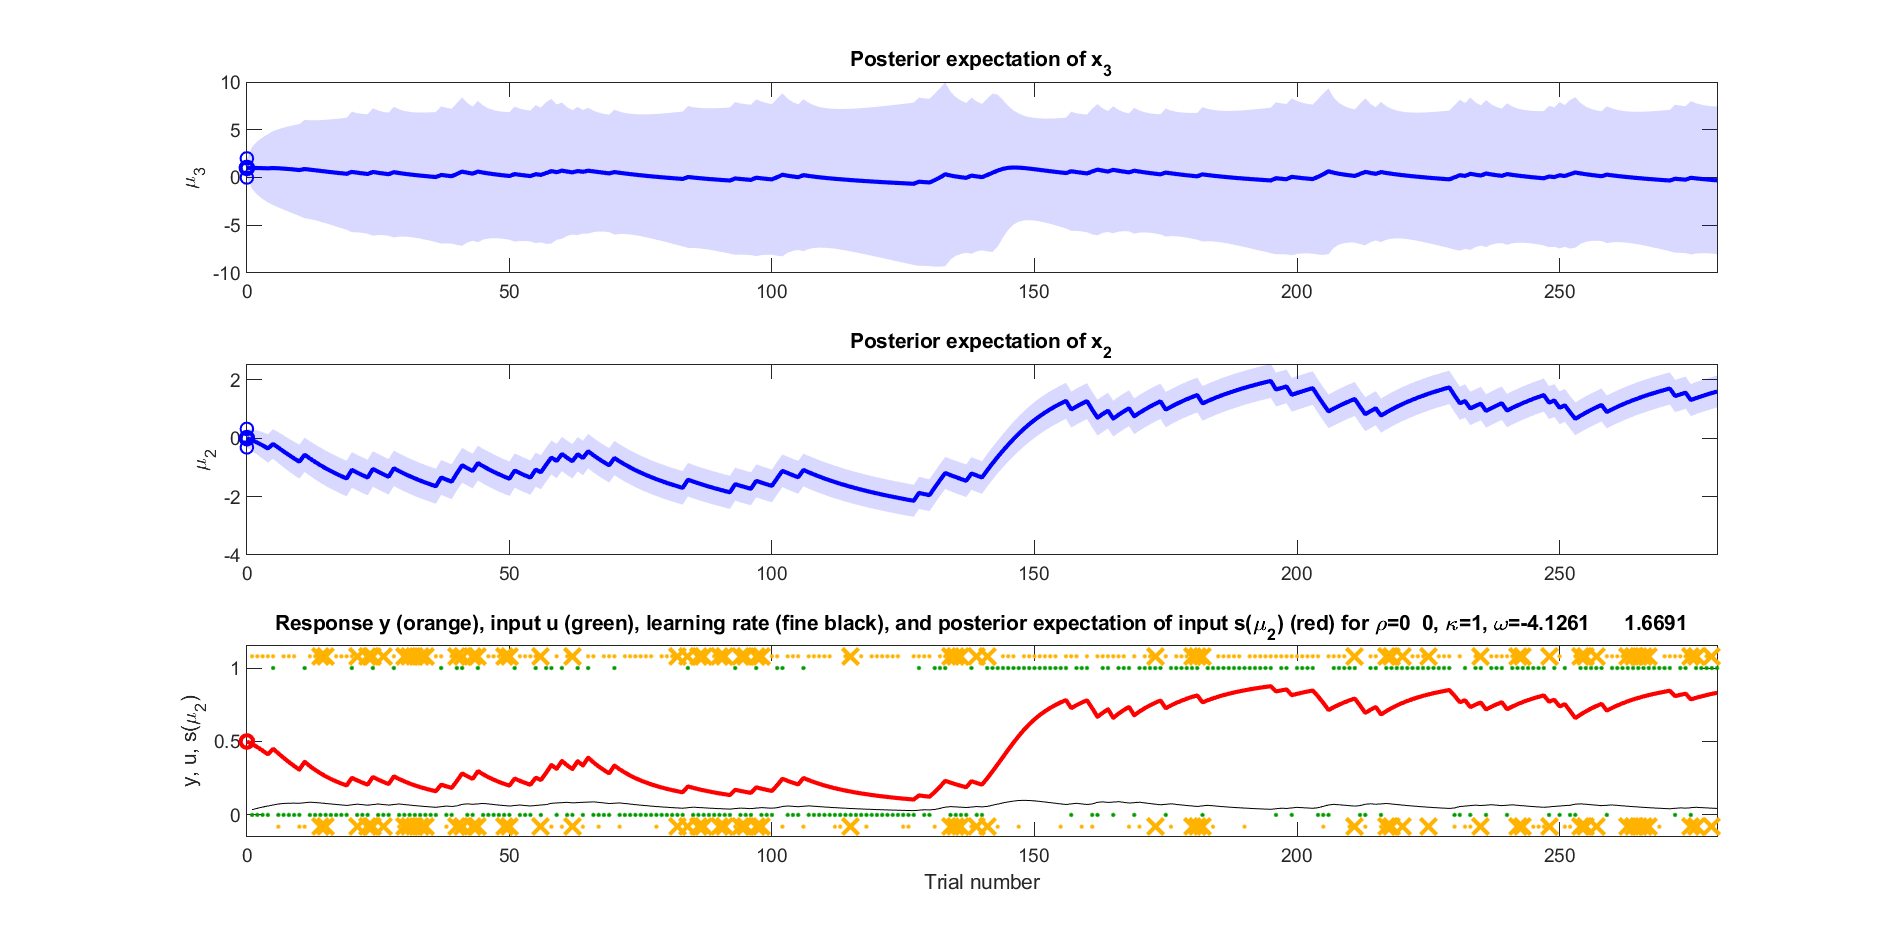 Posterior expectation of x₃
10
5
0
-5
-10
μ₃
0 50 100 150 200 250
Posterior expectation of x₂
2
0
-2
-4
μ₂
0 50 100 150 200 250
Response y (orange), input u (green), learning rate (fine black), and posterior expectation of input s(μ₂) (red) for ρ=0 0, κ=1, ω=-4.1261 1.6691
1
0.5
0
y, u, s(μ₂)
0 50 100 150 200 250
Trial number